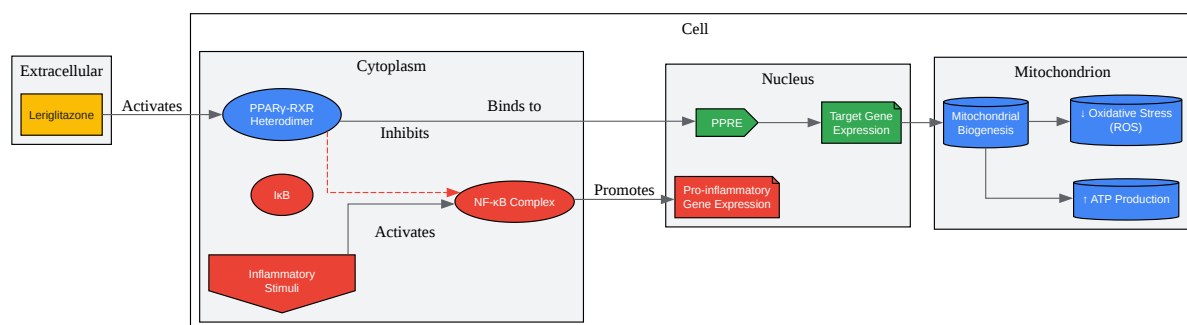 Cell
Extracellular
Cytoplasm
Nucleus
Mitochondrion
Leriglitazone
Activates
PPARγ-RXR
Heterodimer
Inhibits
Binds to
PPRE
Target Gene
Expression
Mitochondrial
Biogenesis
↓ Oxidative Stress
(ROS)
IκB
NF-κB Complex
Promotes
Pro-inflammatory
Gene Expression
↑ ATP Production
Activates
Inflammatory
Stimuli